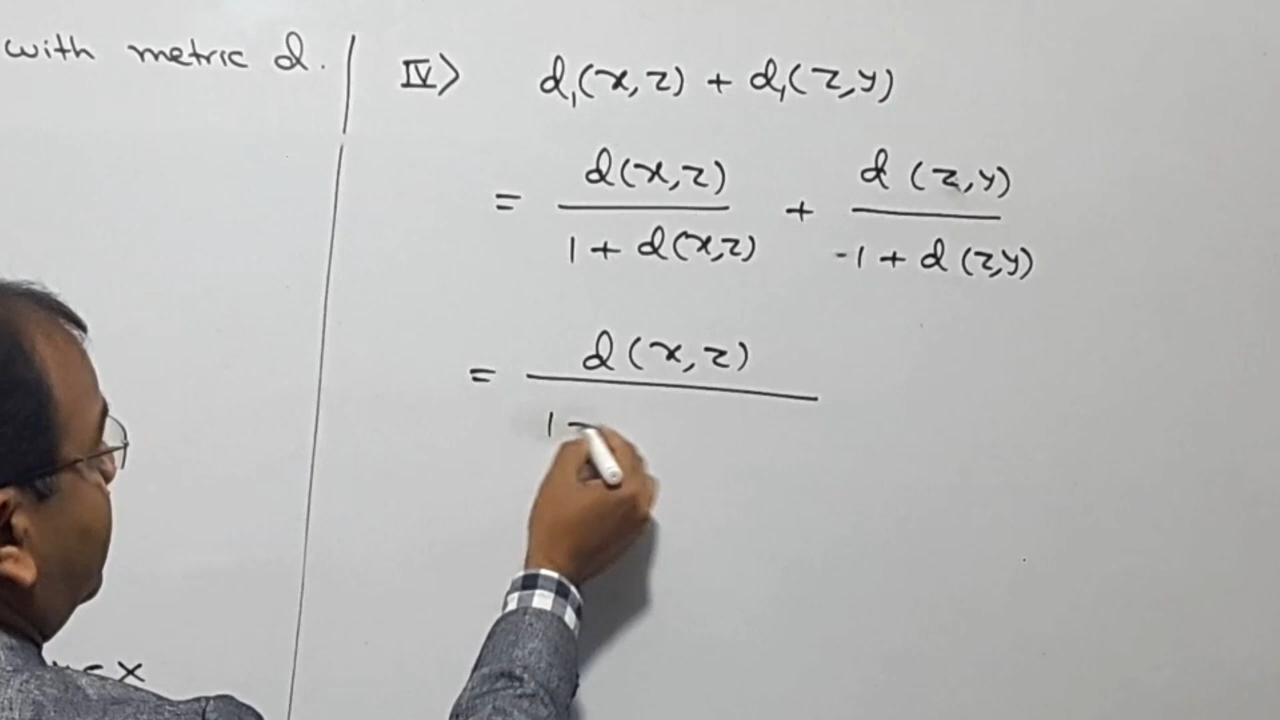 with metric d.
IV) d₁(x,z) + d₁(z,y)
= d(x,z) / 1 + d(x,z) + d(z,y) / -1 + d(z,y)
= d(x,z) / 1 -
x